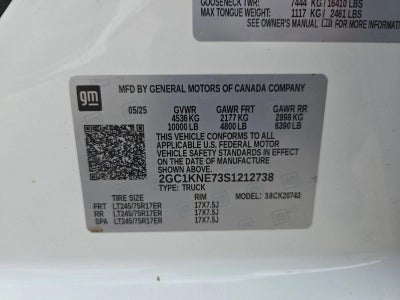 GOOSENECK TWR: 7444 KG/16410 LBS
MAX TONGUE WEIGHT: 1117 KG / 2461 LBS
SEE OWNER'S MANUAL FOR MORE INFORMATION
gm
MFD BY GENERAL MOTORS OF CANADA COMPANY
05/25 GVWR GAWR FRT GAWR RR
4536 KG 2177 KG 2898 KG
10000 LB 4800 LB 6390 LB
THIS VEHICLE CONFORMS TO ALL
APPLICABLE U.S. FEDERAL MOTOR
VEHICLE SAFETY STANDARDS IN EFFECT
ON THE DATE OF MANUFACTURE
SHOWN ABOVE.
2GC1KNE73S1212738
TYPE: TRUCK
TIRE SIZE RIM MODEL: 38CK20743
FRT LT245/75R17ER 17X7.5J
RR LT245/75R17ER 17X7.5J
SPA LT245/75R17ER 17X7.5J